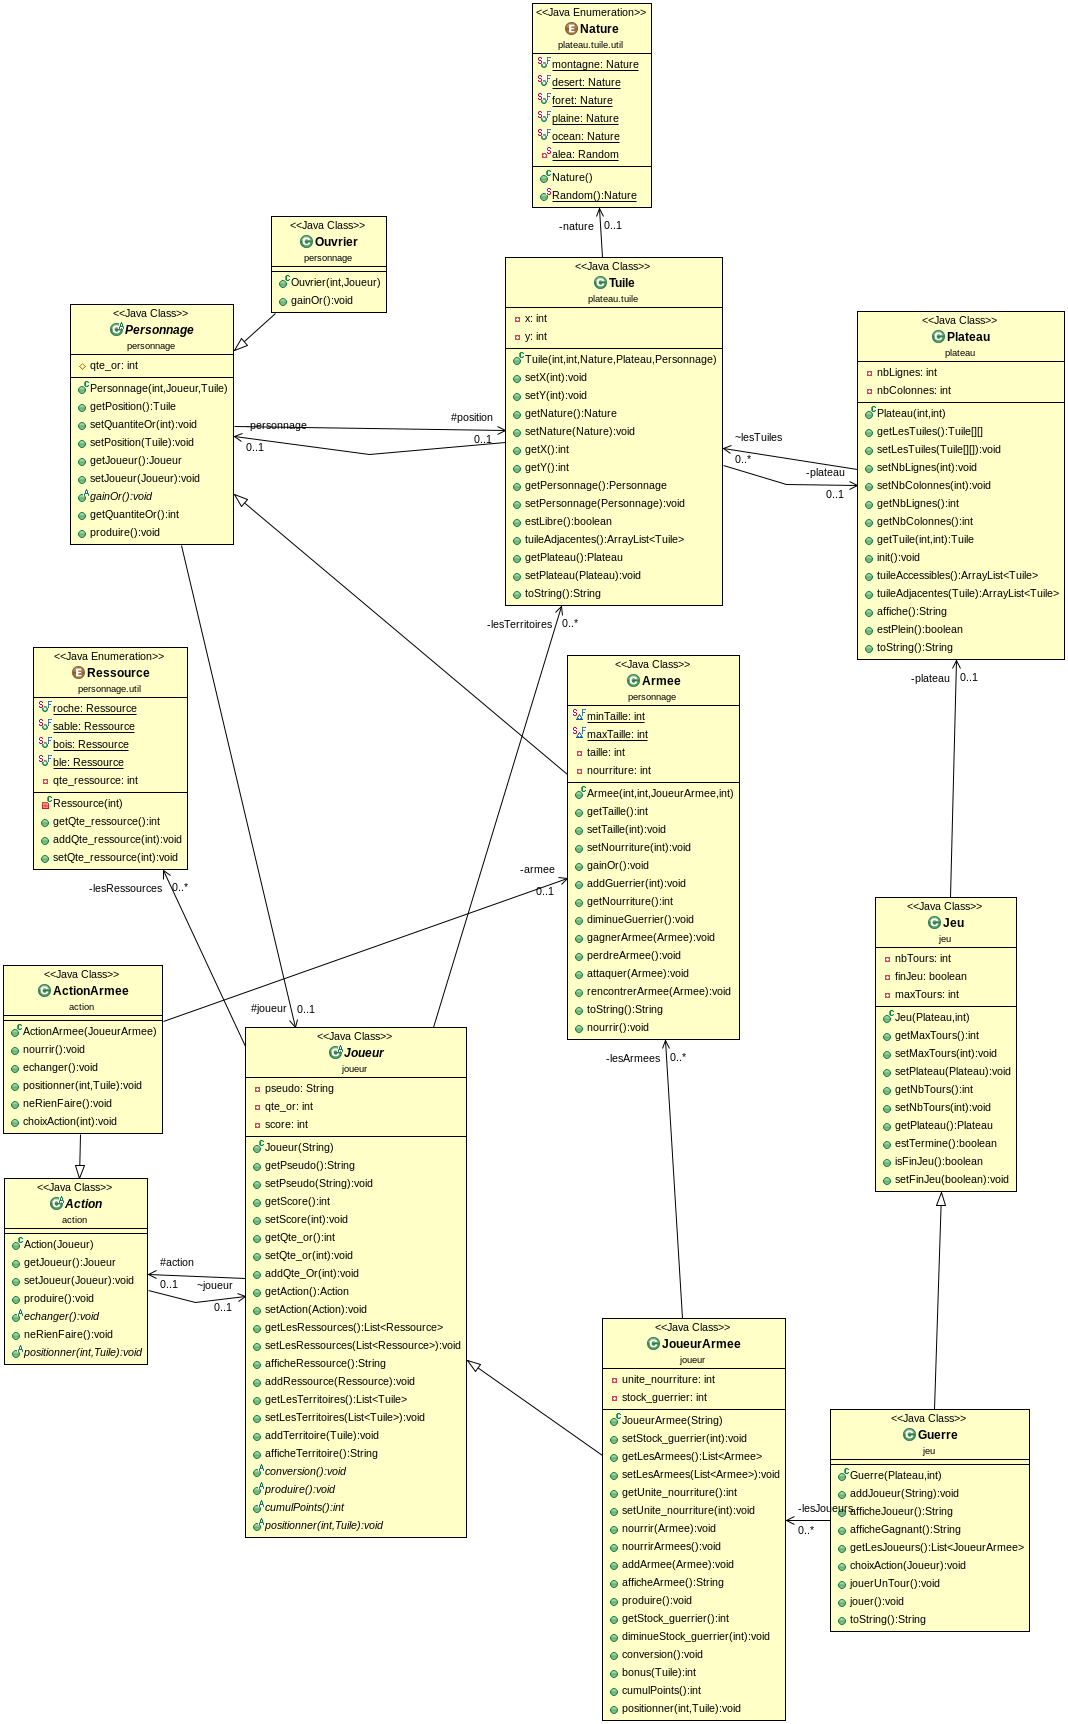 <<Java Enumeration>>
Nature
plateau.tuile.util
montagne: Nature
desert: Nature
foret: Nature
plaine: Nature
ocean: Nature
alea: Random
Nature()
Random():Nature
-nature
0..1
<<Java Class>>
Ouvrier
personnage
Ouvrier(int,Joueur)
gainOr():void
<<Java Class>>
Tuile
plateau.tuile
x: int
y: int
Tuile(int,int,Nature,Plateau,Personnage)
setX(int):void
setY(int):void
getNature():Nature
setNature(Nature):void
getX():int
getY():int
getPersonnage():Personnage
setPersonnage(Personnage):void
estLibre():boolean
tuileAdjacentes():ArrayList<Tuile>
getPlateau():Plateau
setPlateau(Plateau):void
toString():String
<<Java Class>>
Personnage
personnage
qte_or: int
Personnage(int,Joueur,Tuile)
getPosition():Tuile
setQuantiteOr(int):void
setPosition(Tuile):void
getJoueur():Joueur
setJoueur(Joueur):void
gainOr():void
getQuantiteOr():int
produire():void
#position
0..1
-personnage
0..1
<<Java Class>>
Plateau
plateau
nbLignes: int
nbColonnes: int
Plateau(int,int)
getLesTuiles():Tuile[][]
setLesTuiles(Tuile[][]):void
setNbLignes(int):void
setNbColonnes(int):void
getNbLignes():int
getNbColonnes():int
getTuile(int,int):Tuile
init():void
tuileAccessibles():ArrayList<Tuile>
tuileAdjacentes(Tuile):ArrayList<Tuile>
affiche():String
estPlein():boolean
toString():String
~lesTuiles
0..*
-plateau
0..1
-lesTerritoires
0..*
-plateau
0..1
<<Java Enumeration>>
Ressource
personnage.util
roche: Ressource
sable: Ressource
bois: Ressource
ble: Ressource
qte_ressource: int
Ressource(int)
getQte_ressource():int
addQte_ressource(int):void
setQte_ressource(int):void
-lesRessources
0..*
<<Java Class>>
Armee
personnage
minTaille: int
maxTaille: int
taille: int
nourriture: int
Armee(int,int,JoueurArmee,int)
getTaille():int
setTaille(int):void
setNourriture(int):void
gainOr():void
addGuerrier(int):void
getNourriture():int
diminueGuerrier():void
gagnerArmee(Armee):void
perdreArmee():void
attaquer(Armee):void
rencontrerArmee(Armee):void
toString():String
nourrir():void
-armee
0..1
-lesArmees
0..*
<<Java Class>>
Jeu
jeu
nbTours: int
finJeu: boolean
maxTours: int
Jeu(Plateau,int)
getMaxTours():int
setMaxTours(int):void
setPlateau(Plateau):void
getNbTours():int
setNbTours(int):void
getPlateau():Plateau
estTermine():boolean
isFinJeu():boolean
setFinJeu(boolean):void
<<Java Class>>
ActionArmee
action
ActionArmee(JoueurArmee)
nourrir():void
echanger():void
positionner(int,Tuile):void
neRienFaire():void
choixAction(int):void
<<Java Class>>
Action
action
Action(Joueur)
getJoueur():Joueur
setJoueur(Joueur):void
produire():void
echanger():void
neRienFaire():void
positionner(int,Tuile):void
#action
0..1
~joueur
0..1
#joueur
0..1
<<Java Class>>
Joueur
joueur
pseudo: String
qte_or: int
score: int
Joueur(String)
getPseudo():String
setPseudo(String):void
getScore():int
setScore(int):void
getQte_or():int
setQte_or(int):void
addQte_Or(int):void
getAction():Action
setAction(Action):void
getLesRessources():List<Ressource>
setLesRessources(List<Ressource>):void
afficheRessource():String
addRessource(Ressource):void
getLesTerritoires():List<Tuile>
setLesTerritoires(List<Tuile>):void
addTerritoire(Tuile):void
afficheTerritoire():String
conversion():void
produire():void
cumulPoints():int
positionner(int,Tuile):void
<<Java Class>>
JoueurArmee
joueur
unite_nourriture: int
stock_guerrier: int
JoueurArmee(String)
setStock_guerrier(int):void
getLesArmees():List<Armee>
setLesArmees(List<Armee>):void
getUnite_nourriture():int
setUnite_nourriture(int):void
nourrir(Armee):void
nourrirArmees():void
addArmee(Armee):void
afficheArmee():String
produire():void
getStock_guerrier():int
diminueStock_guerrier(int):void
conversion():void
bonus(Tuile):int
cumulPoints():int
positionner(int,Tuile):void
-lesJoueurs
0..*
<<Java Class>>
Guerre
jeu
Guerre(Plateau,int)
addJoueur(String):void
afficheJoueur():String
afficheGagnant():String
getLesJoueurs():List<JoueurArmee>
choixAction(Joueur):void
jouerUnTour():void
jouer():void
toString():String